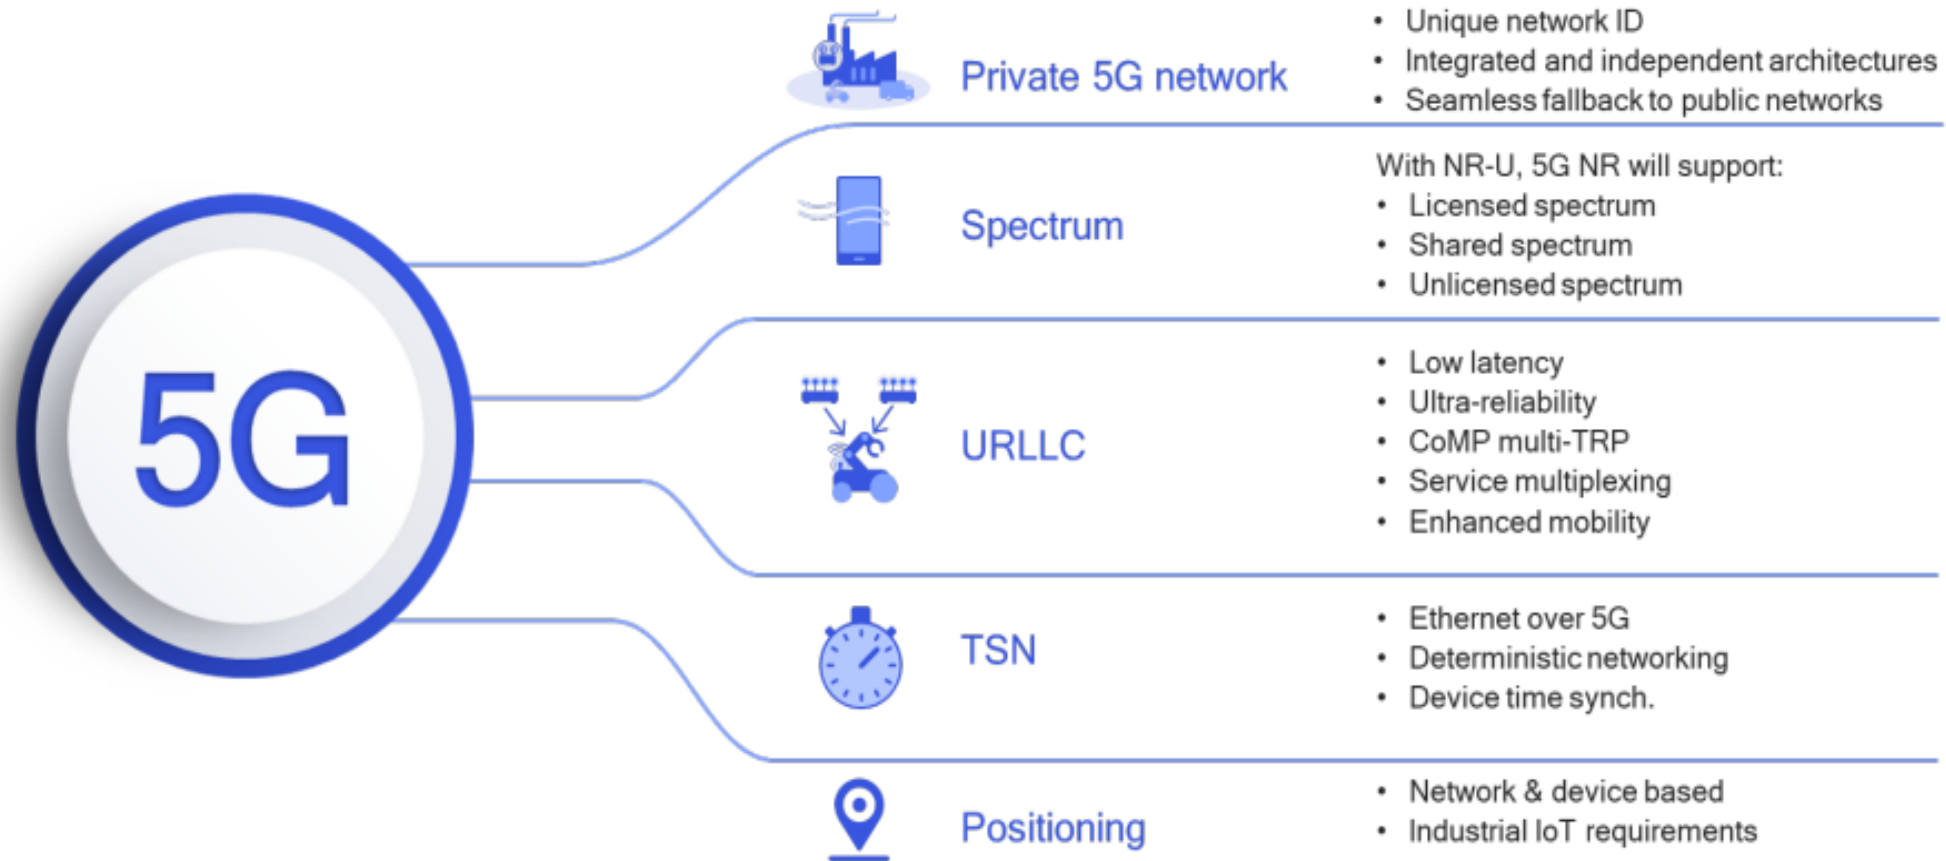 5G
Private 5G network
• Unique network ID
• Integrated and independent architectures
• Seamless fallback to public networks
Spectrum
With NR-U, 5G NR will support:
• Licensed spectrum
• Shared spectrum
• Unlicensed spectrum
URLLC
• Low latency
• Ultra-reliability
• CoMP multi-TRP
• Service multiplexing
• Enhanced mobility
TSN
• Ethernet over 5G
• Deterministic networking
• Device time synch.
Positioning
• Network & device based
• Industrial IoT requirements